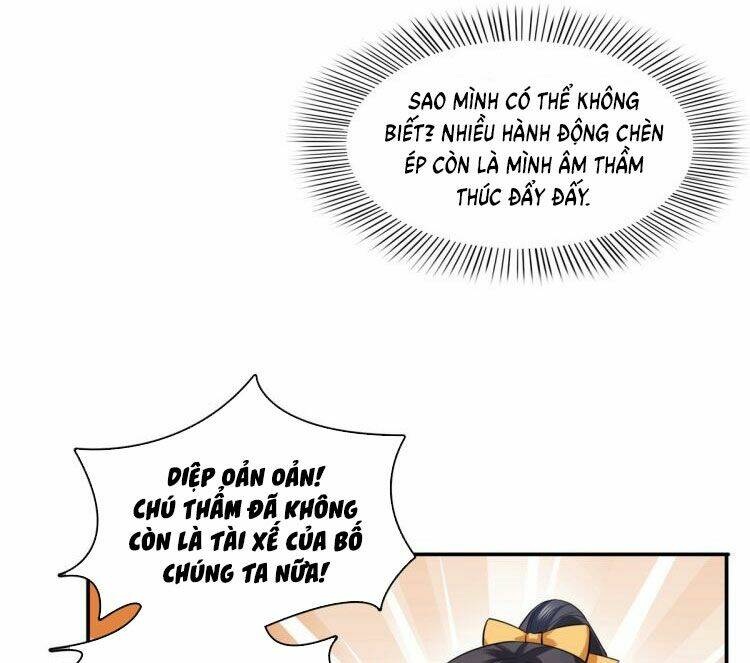 SAO MÌNH CÓ THỂ KHÔNG
BIẾT? NHIỀU HÀNH ĐỘNG CHÈN
ÉP CÒN LÀ MÌNH ÂM THẦM
THÚC ĐẨY ĐẤY.
DIỆP OẢN OẢN!
CHÚ THẨM ĐÃ KHÔNG
CÒN LÀ TÀI XẾ CỦA BỐ
CHÚNG TA NỮA!